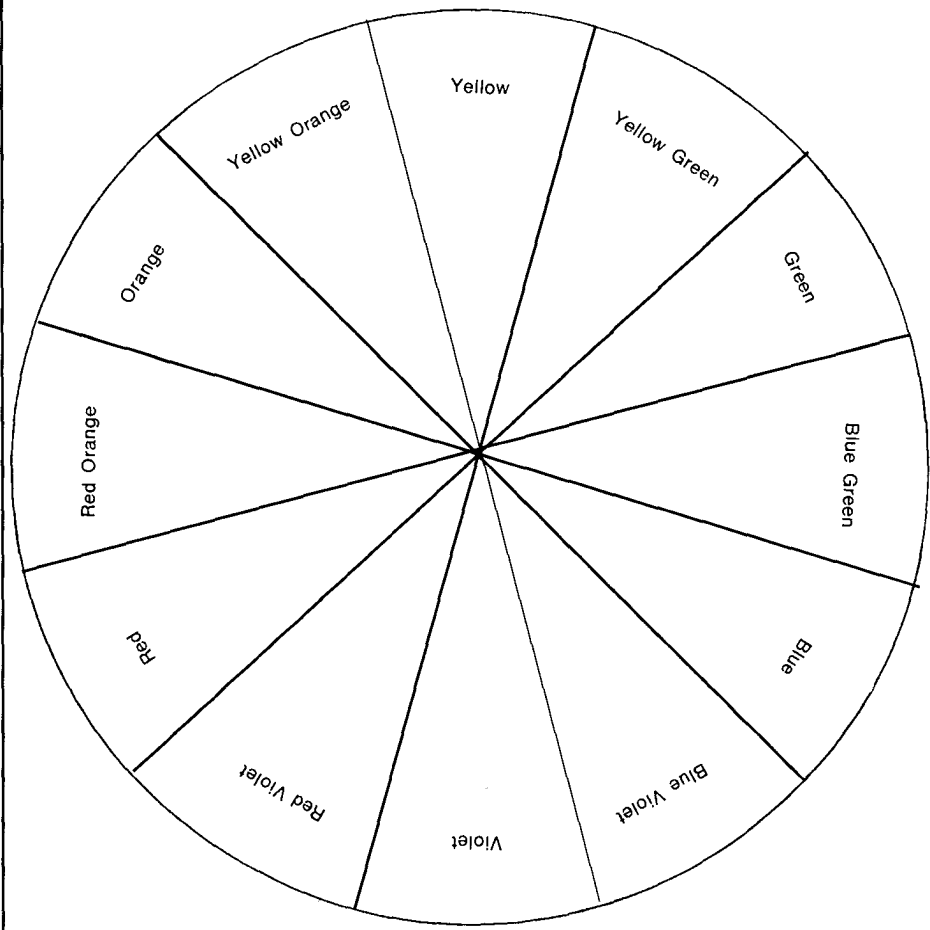 Yellow
Yellow Green
Green
Blue Green
Blue
Blue Violet
Violet
Red Violet
Red
Red Orange
Orange
Yellow Orange